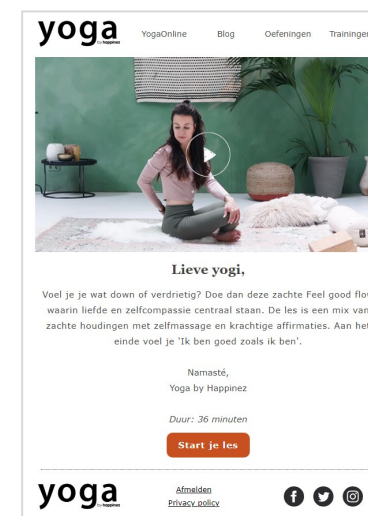 yoga
by happinez
YogaOnline Blog Oefeningen Trainingen
Lieve yogi,
Voel je je wat down of verdrietig? Doe dan deze zachte Feel good flow
waarin liefde en zelfcompassie centraal staan. De les is een mix van
zachte houdingen met zelfmassage en krachtige affirmaties. Aan het
einde voel je 'Ik ben goed zoals ik ben'.
Namasté,
Yoga by Happinez
Duur: 36 minuten
Start je les
yoga
by happinez
Afmelden
Privacy policy